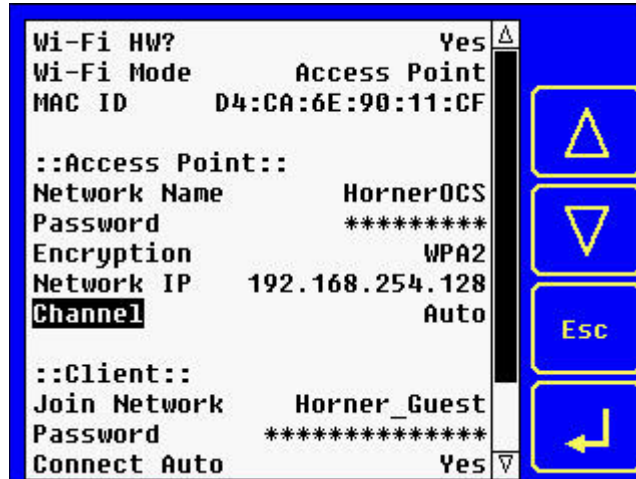 Wi-Fi HW? Yes
Wi-Fi Mode Access Point
MAC ID D4:CA:6E:90:11:CF
::Access Point::
Network Name HornerOCS
Password *********
Encryption WPA2
Network IP 192.168.254.128
Channel Auto
Esc
::Client::
Join Network Horner_Guest
Password **************
Connect Auto Yes